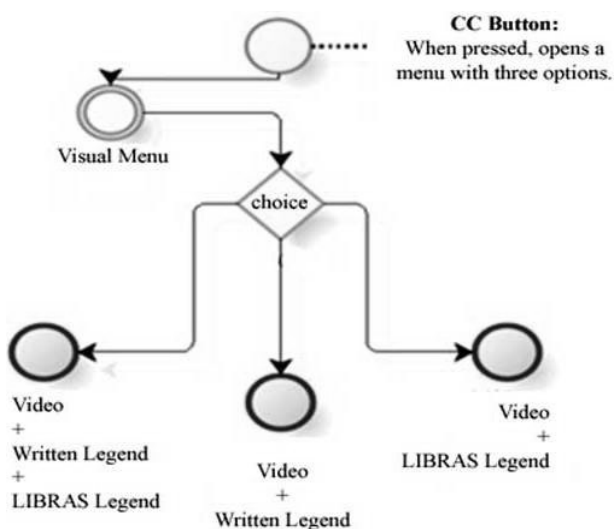 CC Button:
When pressed, opens a
menu with three options.
Visual Menu
choice
Video
+
Written Legend
+
LIBRAS Legend
Video
+
Written Legend
Video
+
LIBRAS Legend